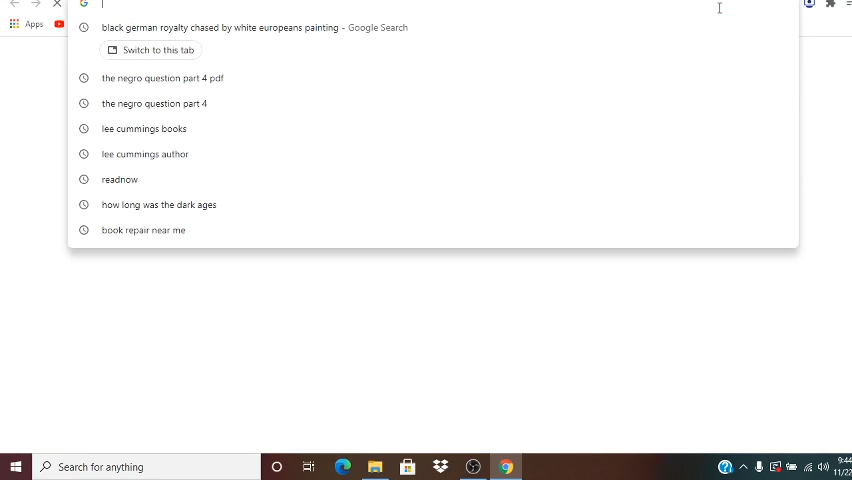 black german royalty chased by white europeans painting - Google Search
Apps
Switch to this tab
the negro question part 4 pdf
the negro question part 4
lee cummings books
lee cummings author
readnow
how long was the dark ages
book repair near me
Search for anything
9:44
11/22